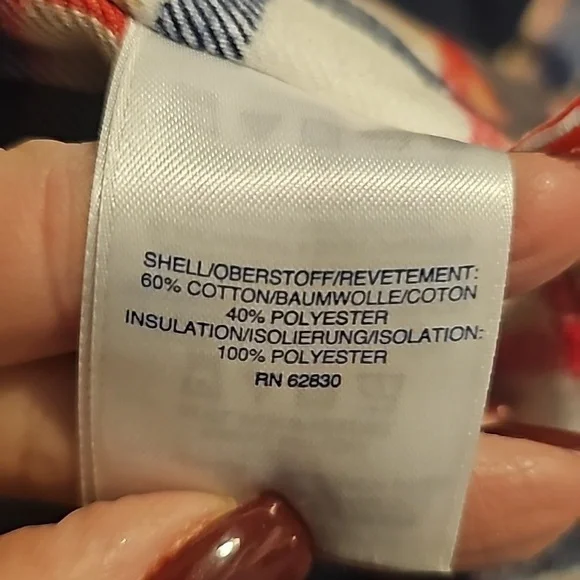 SHELL/OBERSTOFF/REVETEMENT:
60% COTTON/BAUMWOLLE/COTON
40% POLYESTER
INSULATION/ISOLIERUNG/ISOLATION:
100% POLYESTER
RN 62830